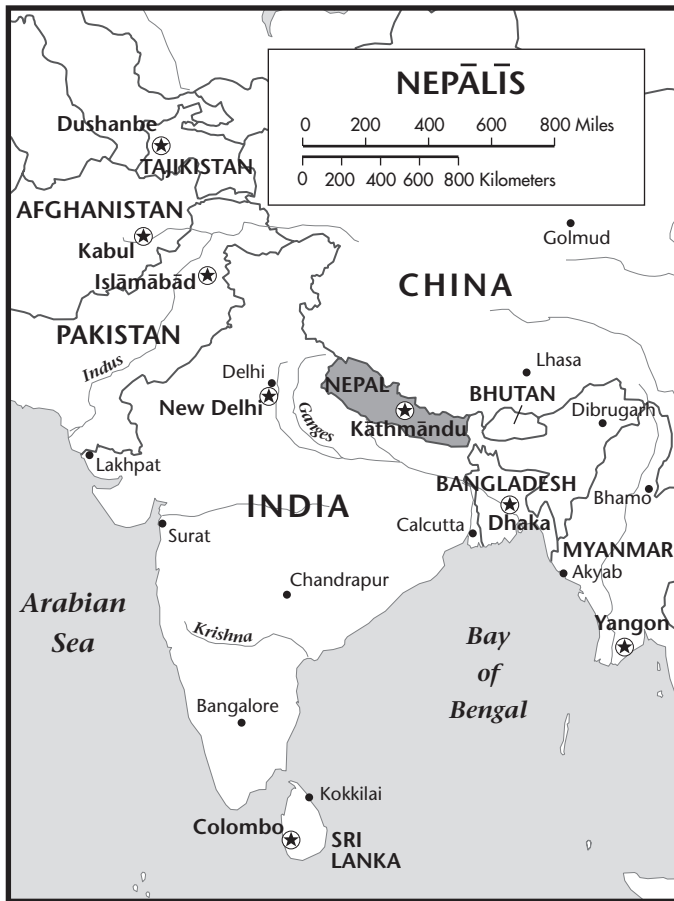 NEPĀLĪS
0 200 400 600 800 Miles
0 200 400 600 800 Kilometers
Dushanbe
TAJIKISTAN
AFGHANISTAN
Kabul
Islāmābād
Golmud
CHINA
PAKISTAN
Indus
Delhi
New Delhi
Ganges
NEPAL
Kāthmāndu
Lhasa
BHUTAN
Dibrugarh
Lakhpat
BANGLADESH
INDIA
Calcutta
Dhaka
Bhamo
Surat
MYANMAR
Chandrapur
Akyab
Arabian
Sea
Krishna
Yangon
Bay
of
Bengal
Bangalore
Kokkilai
Colombo
SRI
LANKA